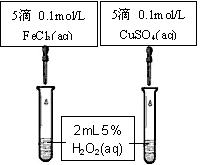 5滴 0.1mol/L
FeCl₃(aq)
5滴 0.1mol/L
CuSO₄(aq)
2mL 5%
H₂O₂(aq)